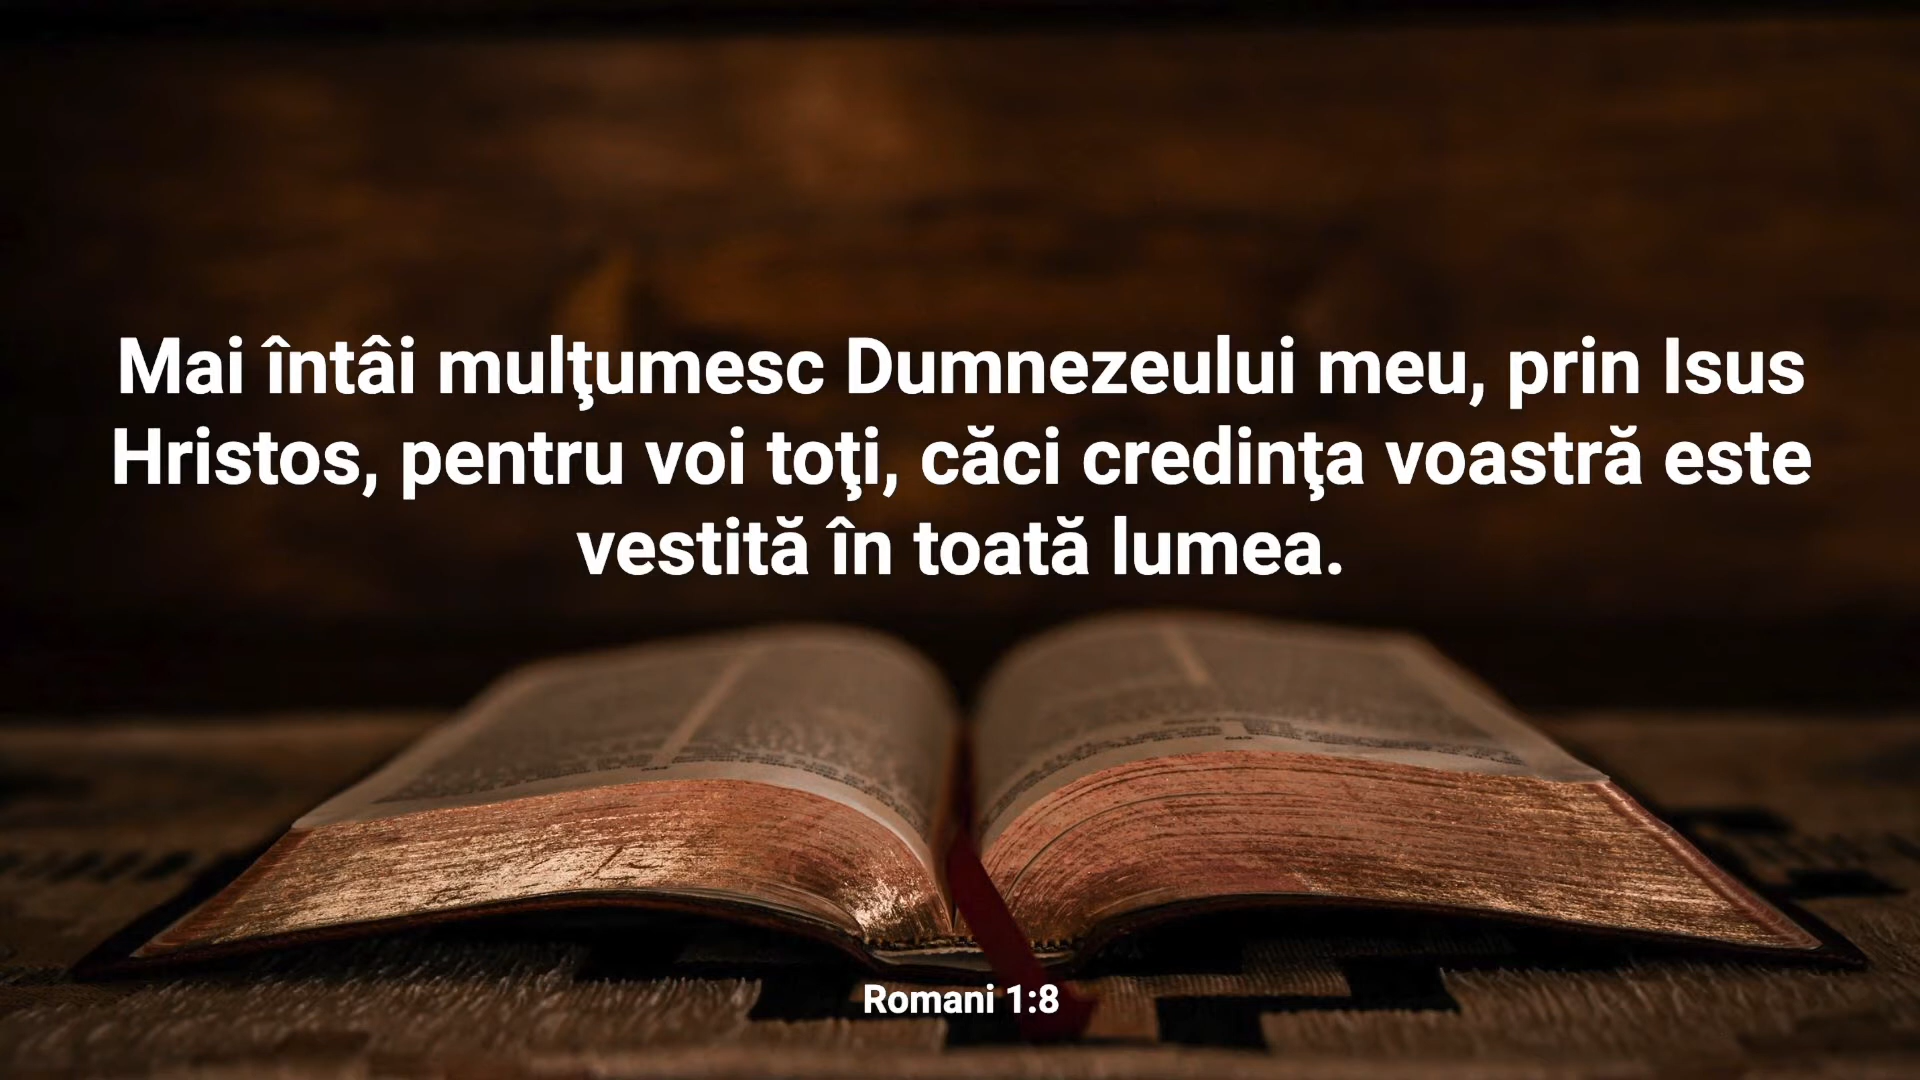 Mai întâi mulţumesc Dumnezeului meu, prin Isus
Hristos, pentru voi toţi, căci credinţa voastră este
vestită în toată lumea.
Romani 1:8